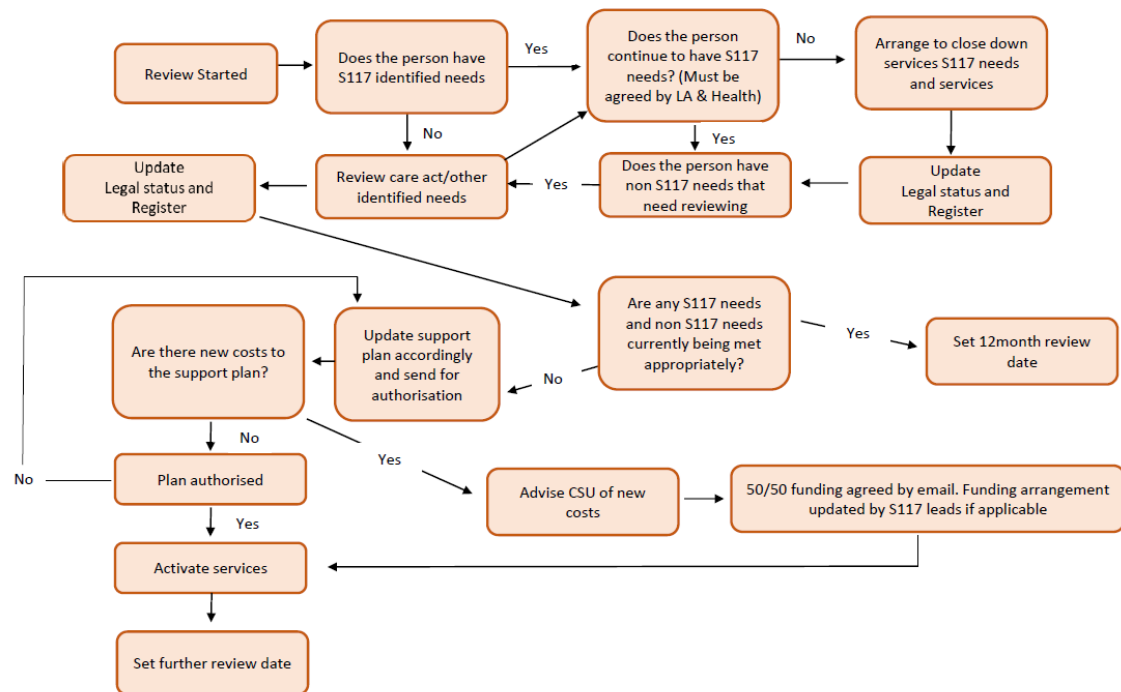 Review Started
Does the person have
S117 identified needs
Yes
Does the person
continue to have S117
needs? (Must be
agreed by LA & Health)
No
Arrange to close down
services S117 needs
and services
No
Yes
Update
Legal status and
Register
Review care act/other
identified needs
Yes
Does the person have
non S117 needs that
need reviewing
Update
Legal status and
Register
Are there new costs to
the support plan?
Update support
plan accordingly
and send for
authorisation
No
Are any S117 needs
and non S117 needs
currently being met
appropriately?
Yes
Set 12month review
date
No
Yes
No
Plan authorised
Advise CSU of new
costs
50/50 funding agreed by email. Funding arrangement
updated by S117 leads if applicable
Yes
Activate services
Set further review date